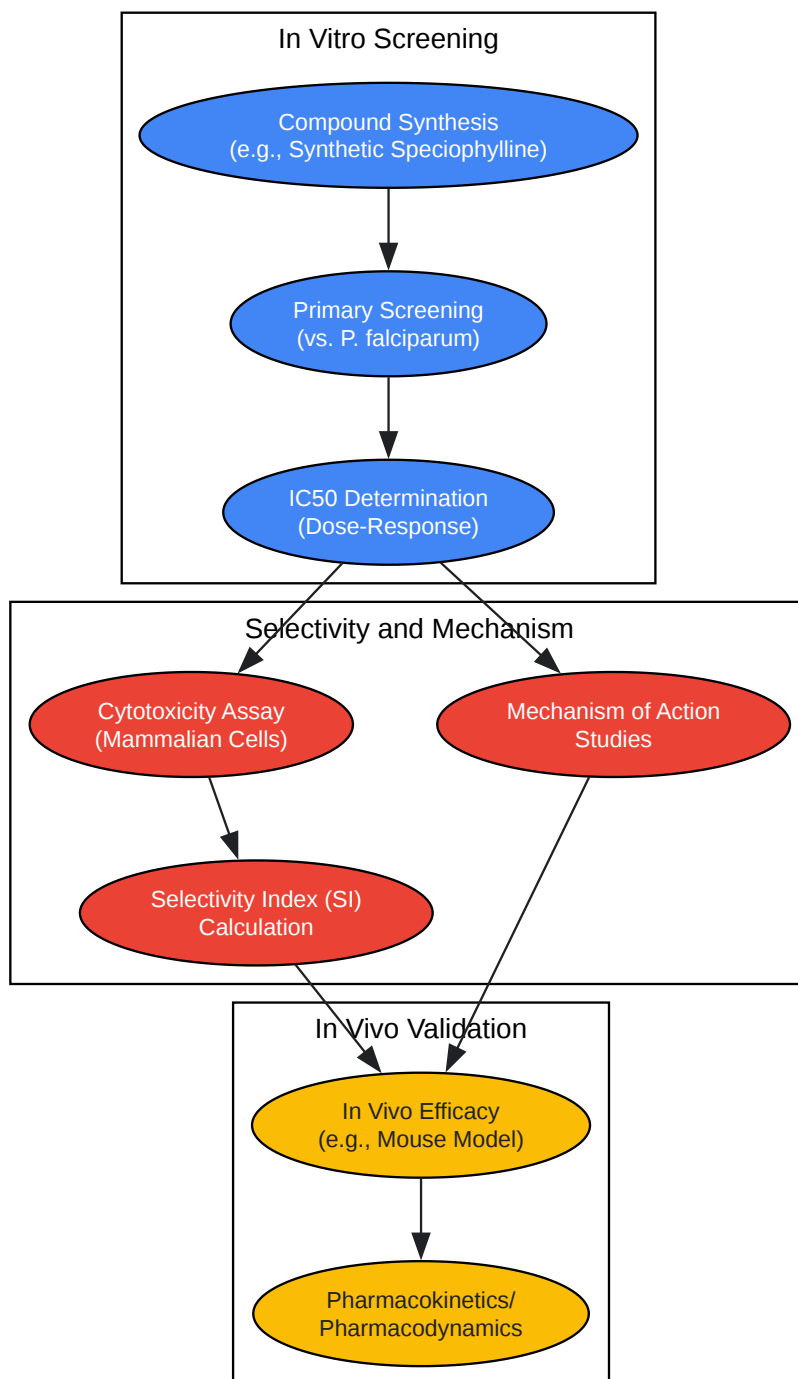 In Vitro Screening
Compound Synthesis
(e.g., Synthetic Speciophylline)
Primary Screening
(vs. P. falciparum)
IC50 Determination
(Dose-Response)
Selectivity and Mechanism
Cytotoxicity Assay
(Mammalian Cells)
Mechanism of Action
Studies
Selectivity Index (SI)
Calculation
In Vivo Validation
In Vivo Efficacy
(e.g., Mouse Model)
Pharmacokinetics/
Pharmacodynamics